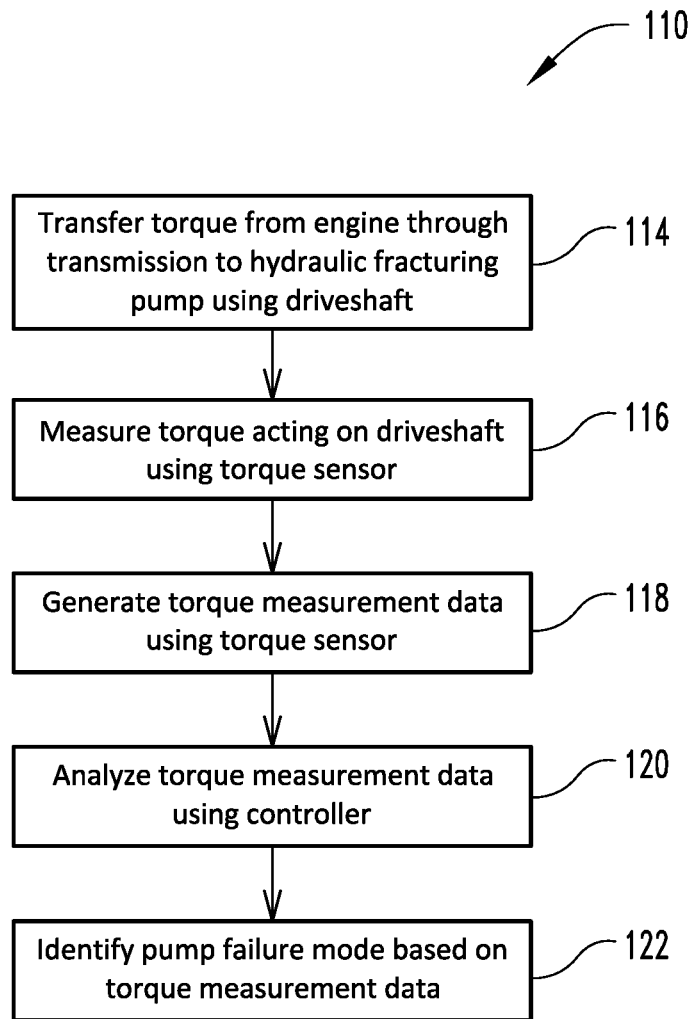 110
Transfer torque from engine through
transmission to hydraulic fracturing
pump using driveshaft
114
Measure torque acting on driveshaft
using torque sensor
116
Generate torque measurement data
using torque sensor
118
Analyze torque measurement data
using controller
120
Identify pump failure mode based on
torque measurement data
122